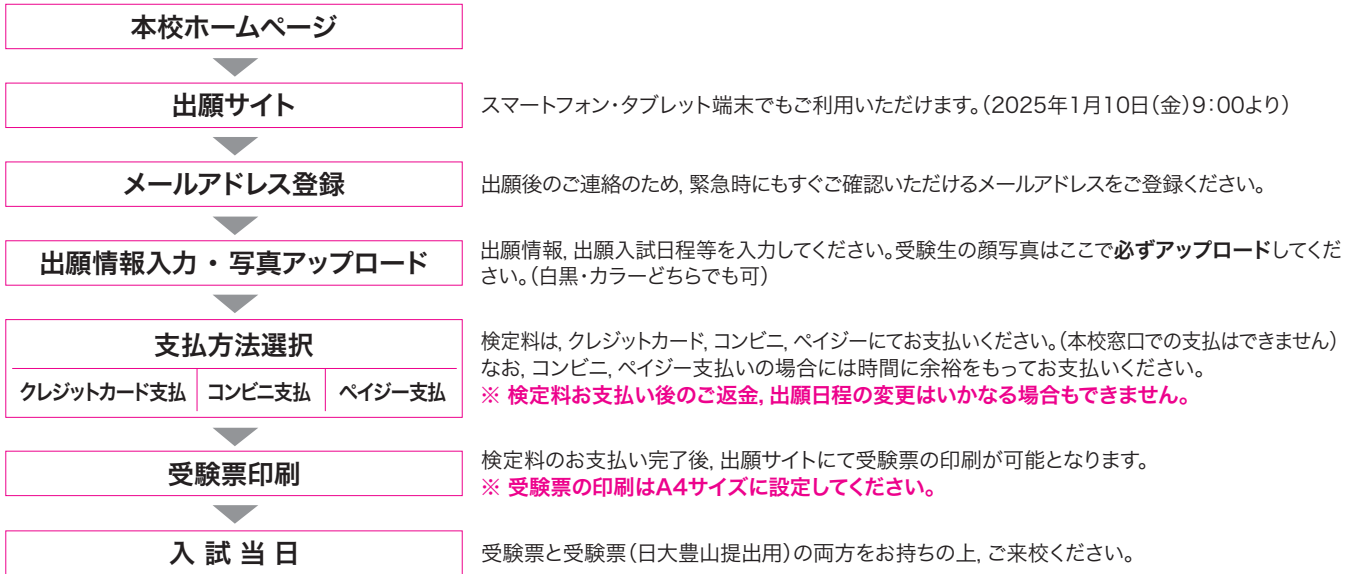 本校ホームページ
出願サイト
スマートフォン・タブレット端末でもご利用いただけます。(2025年1月10日(金)9:00より)
メールアドレス登録
出願後のご連絡のため, 緊急時にもすぐご確認いただけるメールアドレスをご登録ください。
出願情報入力 ・ 写真アップロード
出願情報, 出願入試日程等を入力してください。受験生の顔写真はここで必ずアップロードしてくだ
さい。(白黒・カラーどちらでも可)
支払方法選択
クレジットカード支払 コンビニ支払 ペイジー支払
検定料は, クレジットカード, コンビニ, ペイジーにてお支払いください。(本校窓口での支払はできません)
なお, コンビニ, ペイジー支払いの場合には時間に余裕をもってお支払いください。
※ 検定料お支払い後のご返金, 出願日程の変更はいかなる場合もできません。
受験票印刷
検定料のお支払い完了後, 出願サイトにて受験票の印刷が可能となります。
※ 受験票の印刷はA4サイズに設定してください。
入 試 当 日
受験票と受験票(日大豊山提出用)の両方をお持ちの上, ご来校ください。